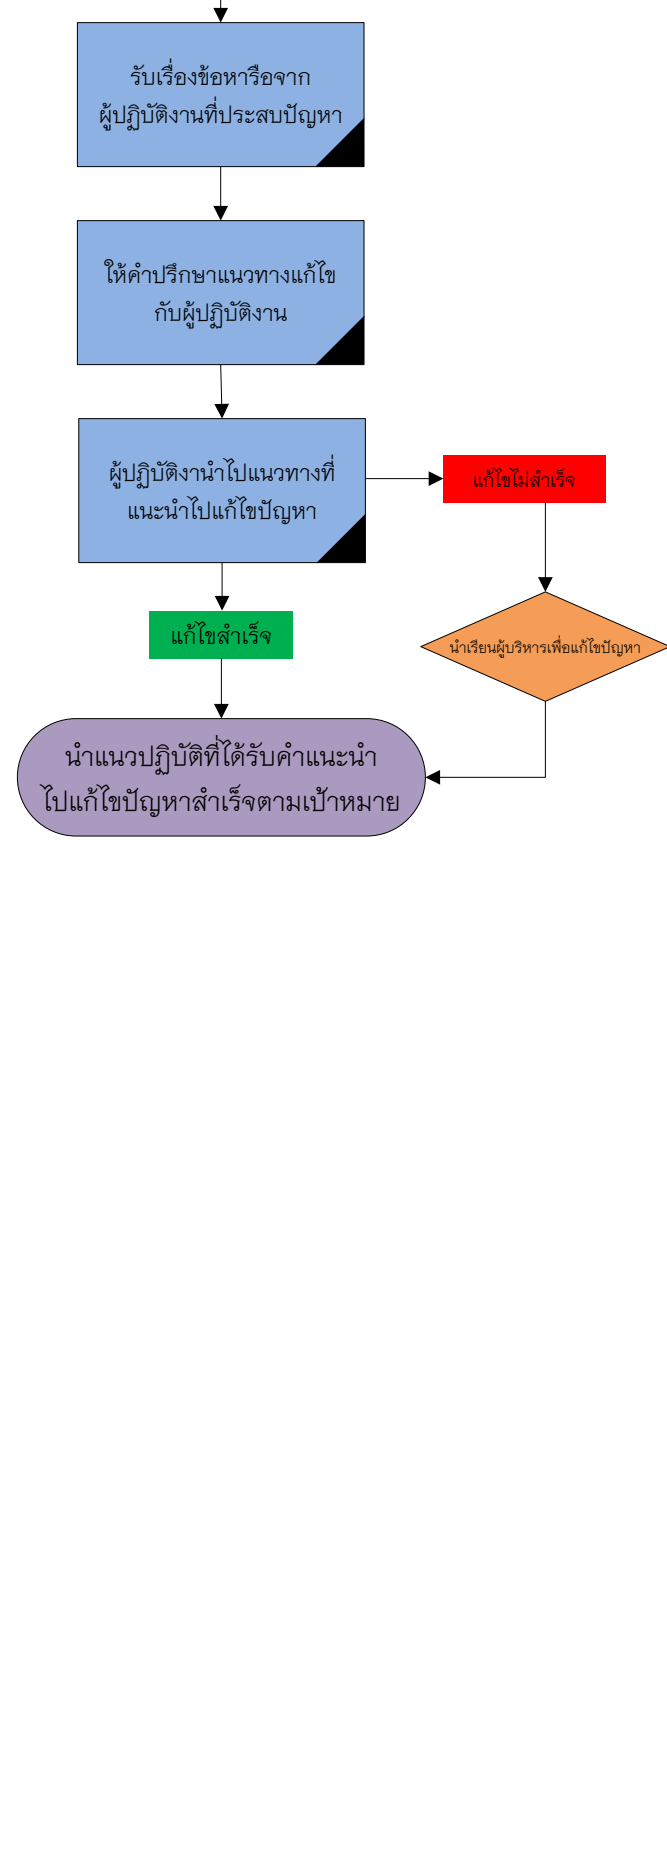 รับเรื่องข้อหารือจาก
ผู้ปฏิบัติงานที่ประสบปัญหา
ให้คำปรึกษาแนวทางแก้ไข
กับผู้ปฏิบัติงาน
ผู้ปฏิบัติงานนำไปแนวทางที่
แนะนำไปแก้ไขปัญหา
แก้ไขไม่สำเร็จ
แก้ไขสำเร็จ
นำเรียนผู้บริหารเพื่อแก้ไขปัญหา
นำแนวปฏิบัติที่ได้รับคำแนะนำ
ไปแก้ไขปัญหาสำเร็จตามเป้าหมาย